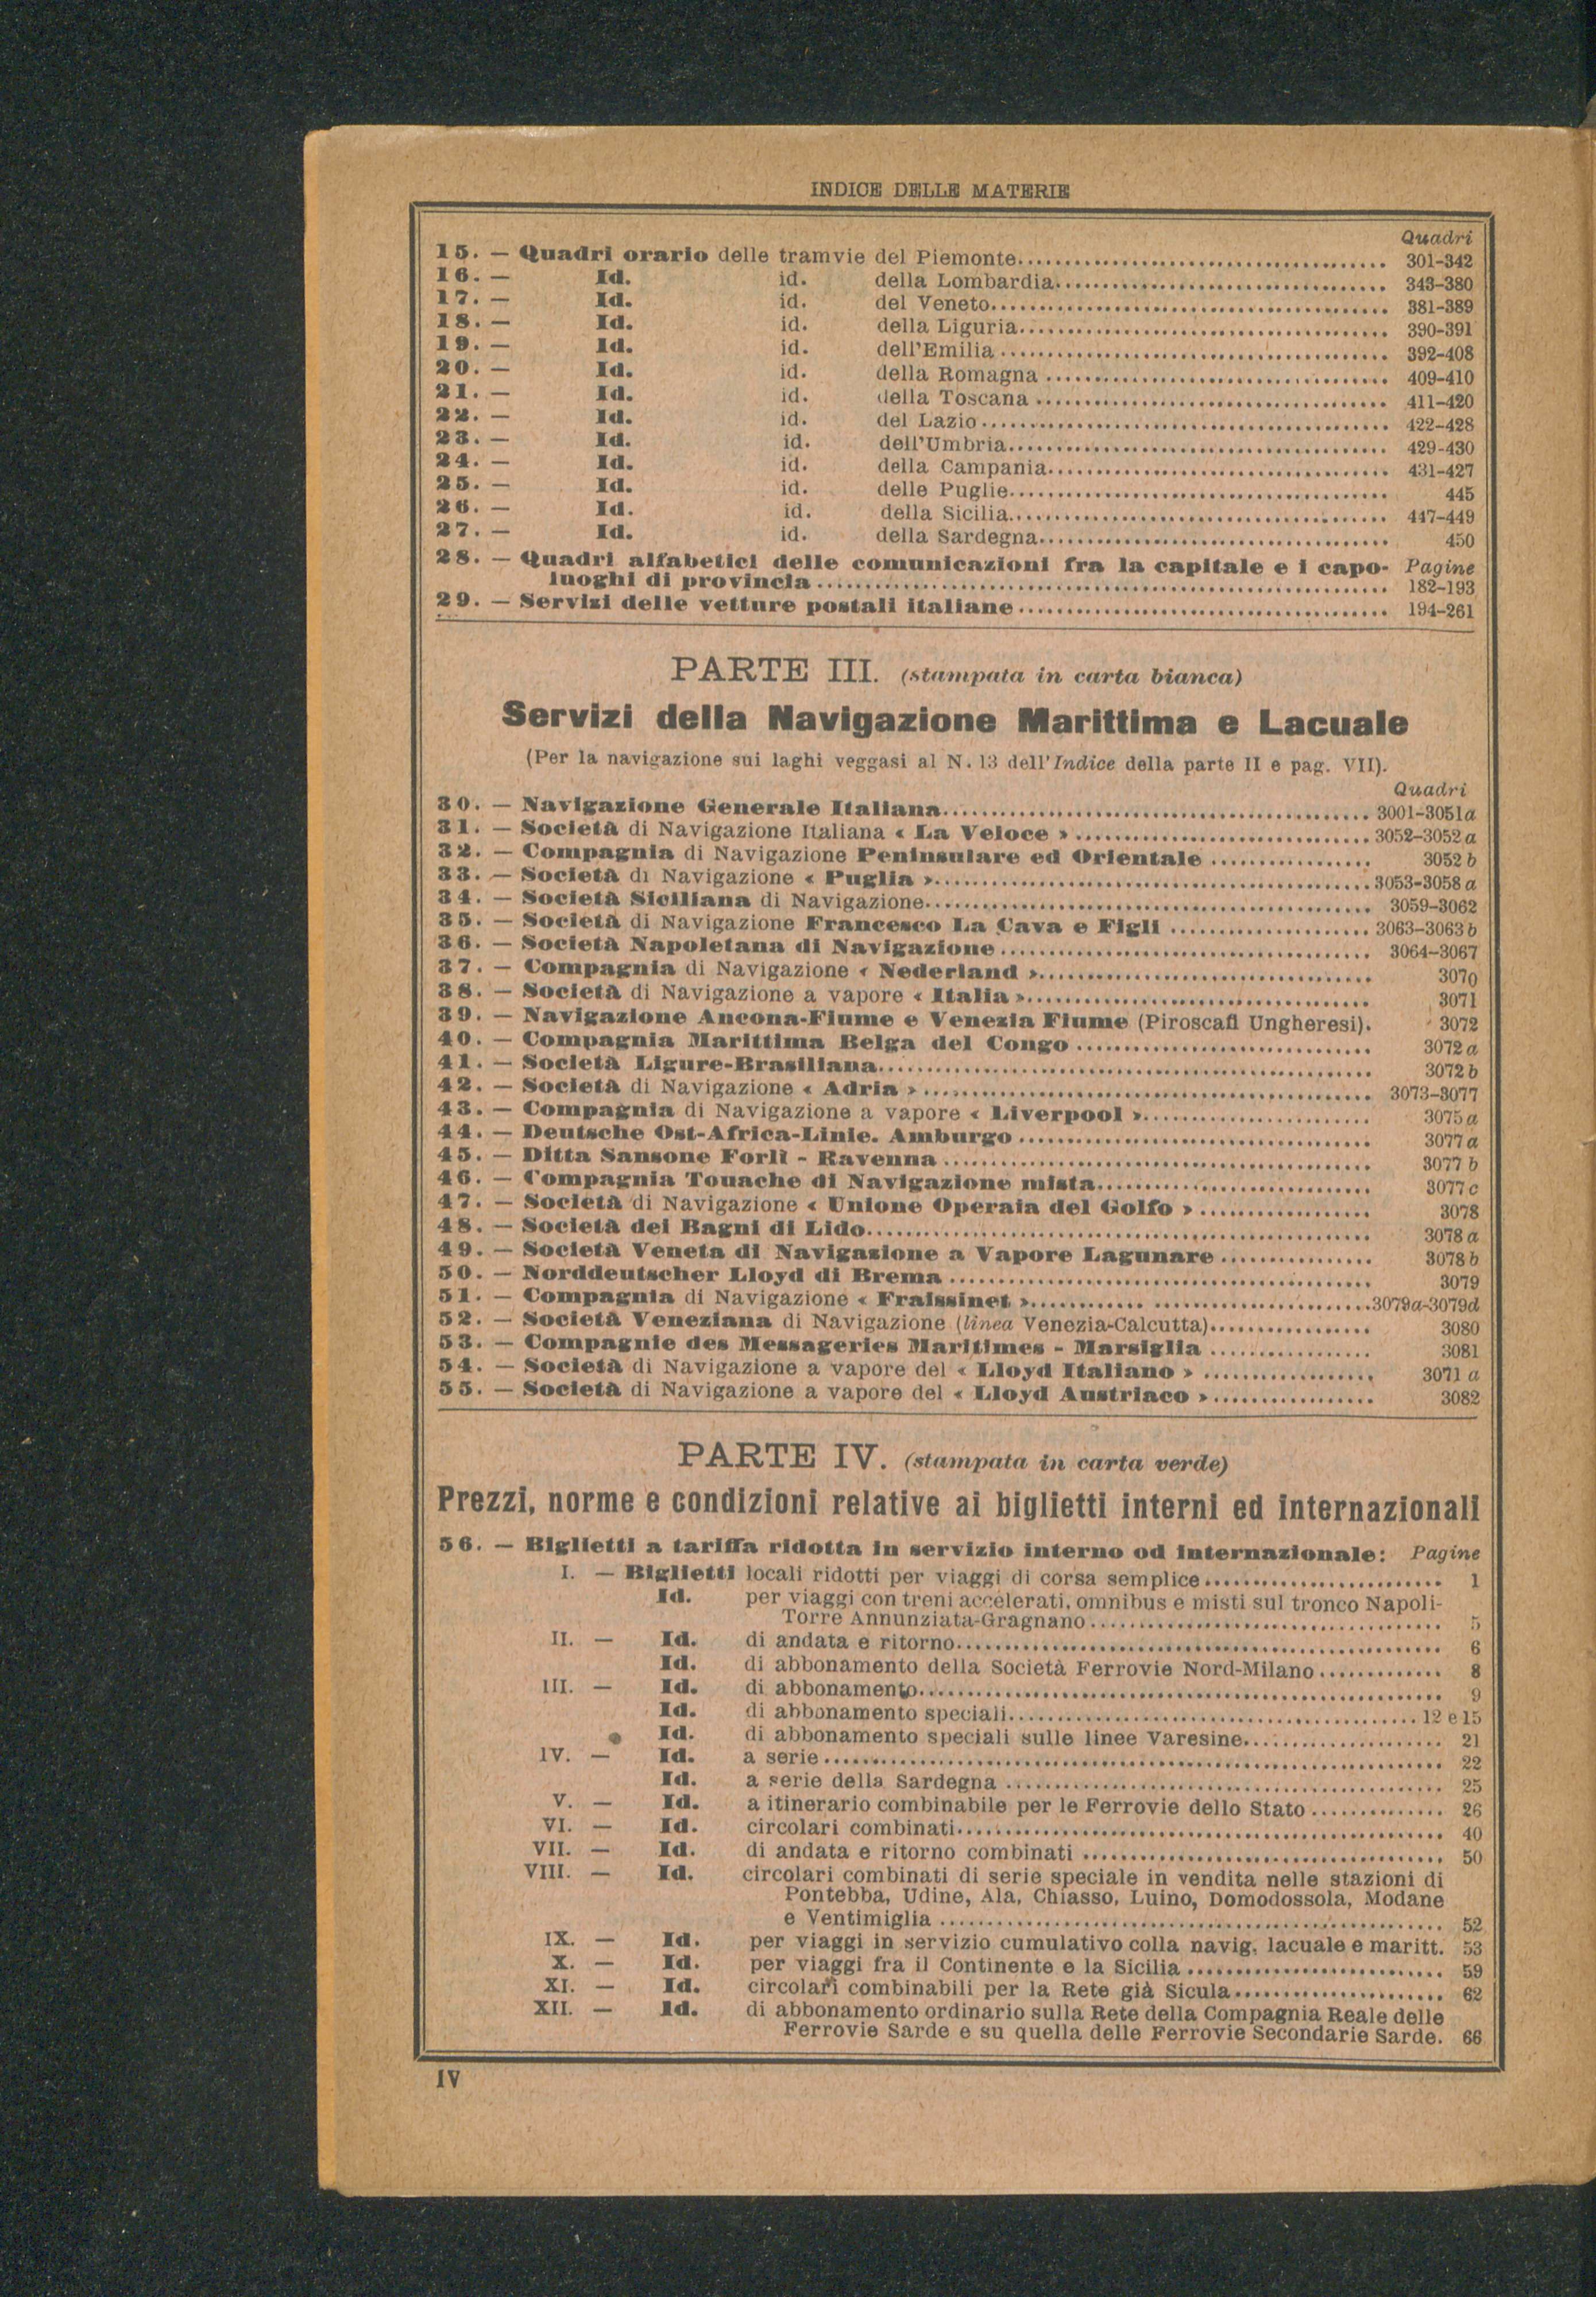 INDICE DELLE MATERIE
Quadri
15. — Quadri orario delle tramvie del Piemonte...................................... 301-342
16. — Id. id. della Lombardia.................................. 343-380
17. — Id. id. del Veneto......................................... 381-389
18. — Id. id. della Liguria...................................... 390-391
19. — Id. id. dell'Emilia........................................ 392-408
20. — Id. id. della Romagna................................... 409-410
21. — Id. id. della Toscana.................................... 411-420
22. — Id. id. del Lazio.......................................... 422-428
23. — Id. id. dell'Umbria....................................... 429-430
24. — Id. id. della Campania................................... 431-427
25. — Id. id. delle Puglie....................................... 445
26. — Id. id. della Sicilia....................................... 447-449
27. — Id. id. della Sardegna.................................... 450
28. — Quadri alfabetici delle comunicazioni fra la capitale e i capo- Pagine
luoghi di provincia........................................................... 182-193
29. — Servizi delle vetture postali italiane...................................... 194-261
PARTE III. (stampata in carta bianca)
Servizi della Navigazione Marittima e Lacuale
(Per la navigazione sui laghi veggasi al N. 13 dell'Indice della parte II e pag. VII).
Quadri
30. — Navigazione Generale Italiana............................................ 3001-3051a
31. — Società di Navigazione Italiana « La Veloce ».............................. 3052-3052a
32. — Compagnia di Navigazione Peninsulare ed Orientale................. 3052b
33. — Società di Navigazione « Puglia »............................................. 3053-3058a
34. — Società Siciliana di Navigazione.............................................. 3059-3062
35. — Società di Navigazione Francesco La Cava e Figli.................... 3063-3063b
36. — Società Napoletana di Navigazione...................................... 3064-3067
37. — Compagnia di Navigazione « Nederland ».................................. 3070
38. — Società di Navigazione a vapore « Italia »................................... 3071
39. — Navigazione Ancona-Fiume e Venezia Fiume (Piroscafi Ungheresi). 3072
40. — Compagnia Marittima Belga del Congo............................... 3072a
41. — Società Ligure-Brasiliana................................................... 3072b
42. — Società di Navigazione « Adria ».............................................. 3073-3077
43. — Compagnia di Navigazione a vapore « Liverpool »........................ 3075a
44. — Deutsche Ost-Africa-Linie. Amburgo.................................... 3077a
45. — Ditta Sansone Forlì - Ravenna............................................ 3077b
46. — Compagnia Touache di Navigazione mista............................ 3077c
47. — Società di Navigazione « Unione Operaia del Golfo ».................. 3078
48. — Società dei Bagni di Lido.................................................... 3078a
49. — Società Veneta di Navigazione a Vapore Lagunare................ 3078b
50. — Norddeutscher Lloyd di Brema........................................... 3079
51. — Compagnia di Navigazione « Fraissinet »................................... 3079a-3079d
52. — Società Veneziana di Navigazione (linea Venezia-Calcutta)................. 3080
53. — Compagnie des Messageries Maritimes - Marsiglia................. 3081
54. — Società di Navigazione a vapore del « Lloyd Italiano ».................. 3071a
55. — Società di Navigazione a vapore del « Lloyd Austriaco »................. 3082
PARTE IV. (stampata in carta verde)
Prezzi, norme e condizioni relative ai biglietti interni ed internazionali
56. — Biglietti a tariffa ridotta in servizio interno od internazionale: Pagine
I. — Biglietti locali ridotti per viaggi di corsa semplice......................... 1
Id. per viaggi con treni accelerati, omnibus e misti sul tronco Napoli-
Torre Annunziata-Gragnano.................................... 5
II. — Id. di andata e ritorno.................................................. 6
Id. di abbonamento della Società Ferrovie Nord-Milano............. 8
III. — Id. di abbonamento...................................................... 9
Id. di abbonamento speciali.......................................... 12 e 15
Id. di abbonamento speciali sulle linee Varesine..................... 21
IV. — Id. a serie................................................................ 22
Id. a serie della Sardegna............................................. 25
V. — Id. a itinerario combinabile per le Ferrovie dello Stato.............. 26
VI. — Id. circolari combinati.................................................. 40
VII. — Id. di andata e ritorno combinati..................................... 50
VIII. — Id. circolari combinati di serie speciale in vendita nelle stazioni di
Pontebba, Udine, Ala, Chiasso, Luino, Domodossola, Modane
e Ventimiglia.................................................... 52
IX. — Id. per viaggi in servizio cumulativo colla navig. lacuale e maritt. 53
X. — Id. per viaggi fra il Continente e la Sicilia........................... 59
XI. — Id. circolari combinabili per la Rete già Sicula...................... 62
XII. — Id. di abbonamento ordinario sulla Rete della Compagnia Reale delle
Ferrovie Sarde e su quella delle Ferrovie Secondarie Sarde. 66
IV